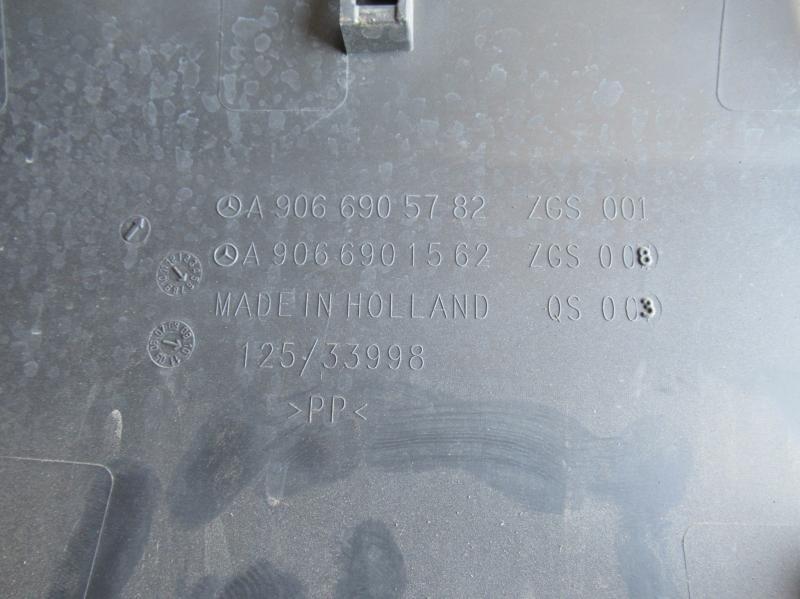 A 906 690 57 82 ZGS 001
A 906 690 15 62 ZGS 008
MADE IN HOLLAND QS 003
125/33998
>PP<